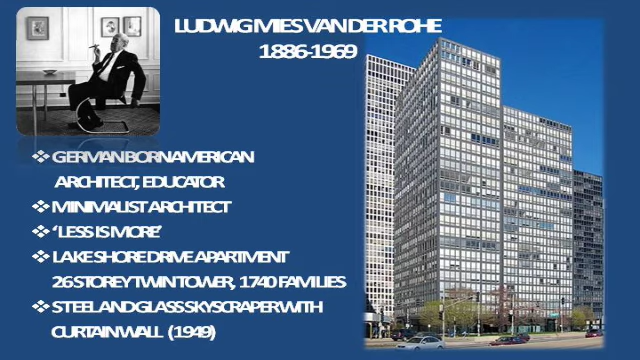 LUDWIG MIES VAN DER ROHE
1886-1969
❖ GERMAN BORN AMERICAN
ARCHITECT, EDUCATOR
❖ MINIMALIST ARCHITECT
❖ ‘LESS IS MORE’
❖ LAKE SHORE DRIVE APARTMENT
26 STOREY TWIN TOWER, 1740 FAMILIES
❖ STEEL AND GLASS SKYSCRAPER WITH
CURTAIN WALL (1949)